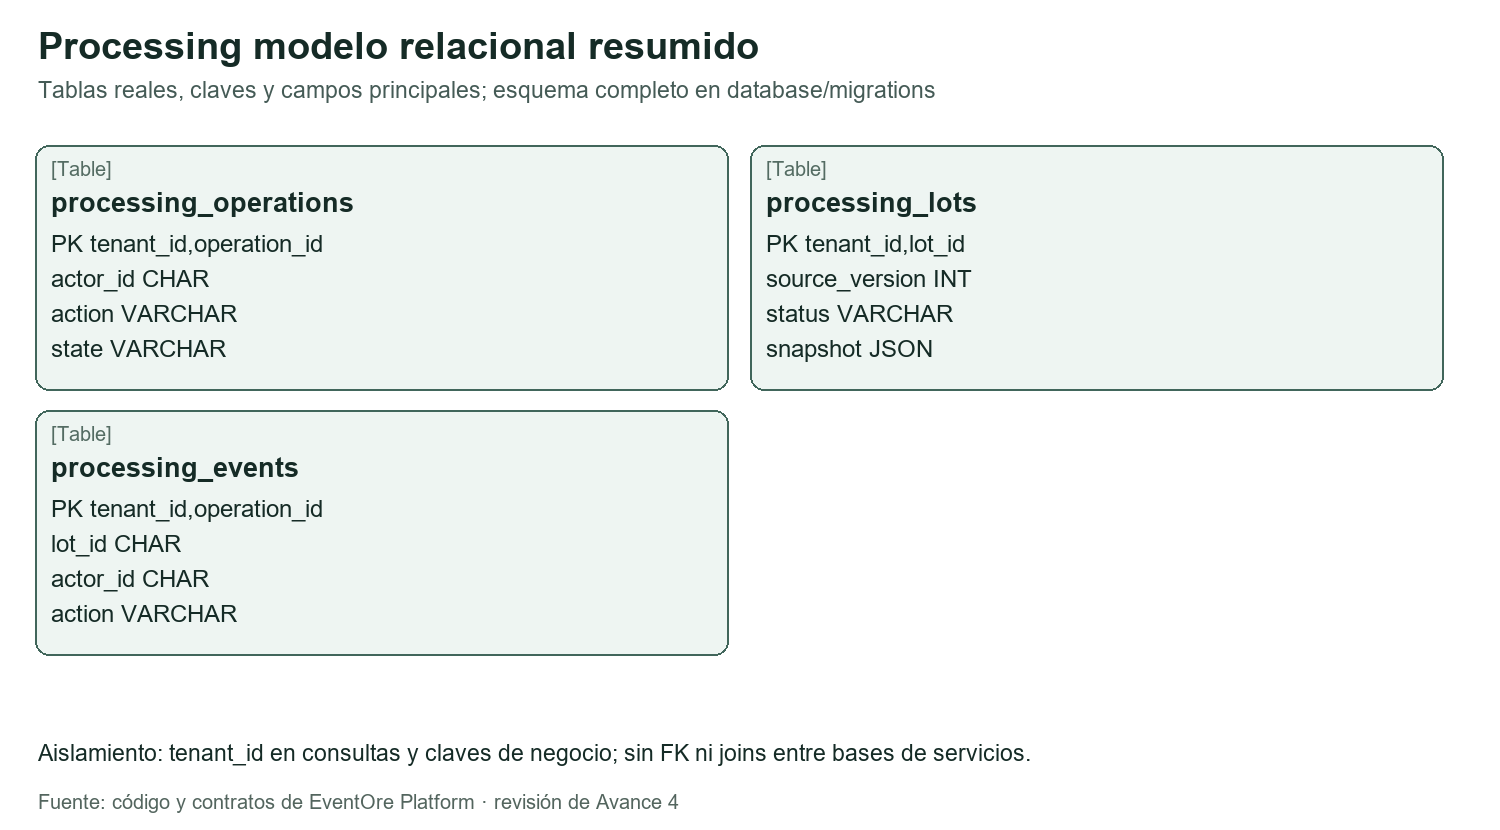 Processing modelo relacional resumido
Tablas reales, claves y campos principales; esquema completo en database/migrations
[Table]
processing_operations
PK tenant_id,operation_id
actor_id CHAR
action VARCHAR
state VARCHAR
[Table]
processing_lots
PK tenant_id,lot_id
source_version INT
status VARCHAR
snapshot JSON
[Table]
processing_events
PK tenant_id,operation_id
lot_id CHAR
actor_id CHAR
action VARCHAR
Aislamiento: tenant_id en consultas y claves de negocio; sin FK ni joins entre bases de servicios.
Fuente: código y contratos de EventOre Platform · revisión de Avance 4